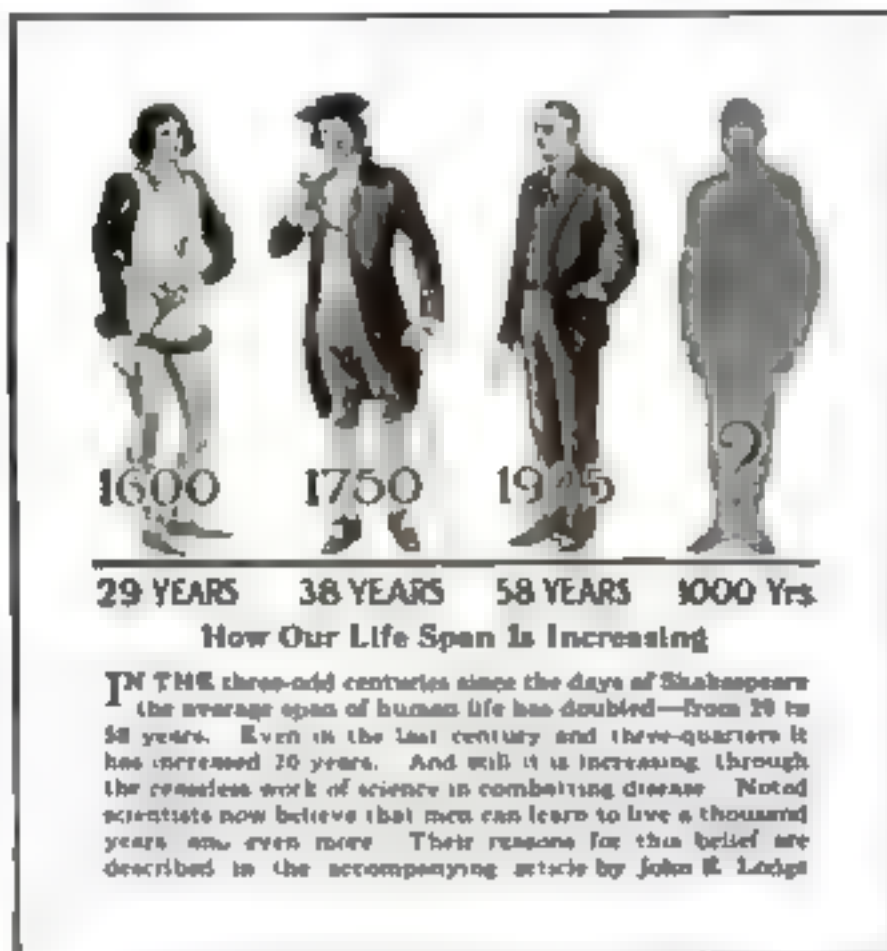 1600 1750 1925 ?
29 YEARS 38 YEARS 58 YEARS 1000 Yrs.
How Our Life Span Is Increasing
IN THE three-odd centuries since the days of Shakespeare
the average span of human life has doubled—from 29 to
58 years. Even in the last century and three-quarters it
has increased 20 years. And still it is increasing, through
the ceaseless work of science in combatting disease. Noted
scientists now believe that men can learn to live a thousand
years and even more. Their reasons for this belief are
described in the accompanying article by John E. Lodge